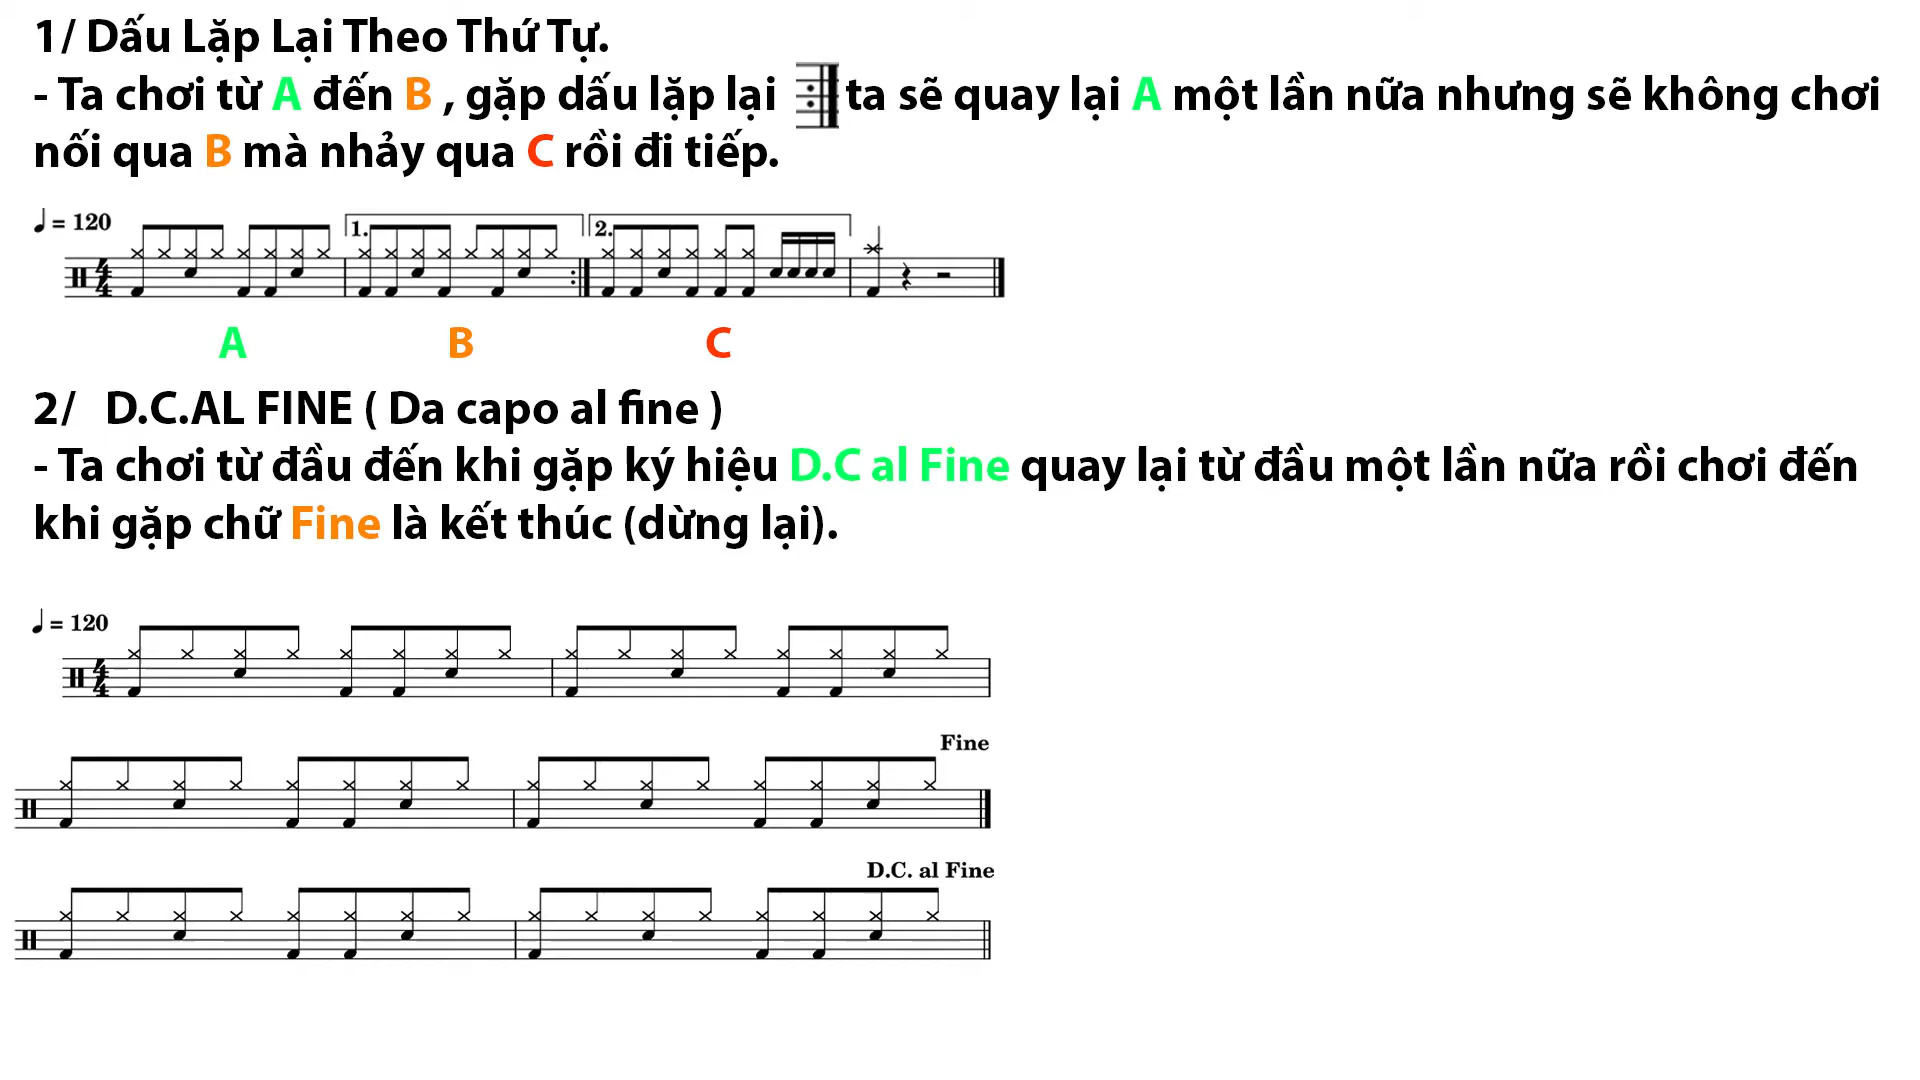 1/ Dấu Lặp Lại Theo Thứ Tự.
- Ta chơi từ A đến B , gặp dấu lặp lại ta sẽ quay lại A một lần nữa nhưng sẽ không chơi
nối qua B mà nhảy qua C rồi đi tiếp.
= 120
1.
2.
4
4
A B C
2/ D.C.AL FINE ( Da capo al fine )
- Ta chơi từ đầu đến khi gặp ký hiệu D.C al Fine quay lại từ đầu một lần nữa rồi chơi đến
khi gặp chữ Fine là kết thúc (dừng lại).
= 120
4
4
Fine
D.C. al Fine